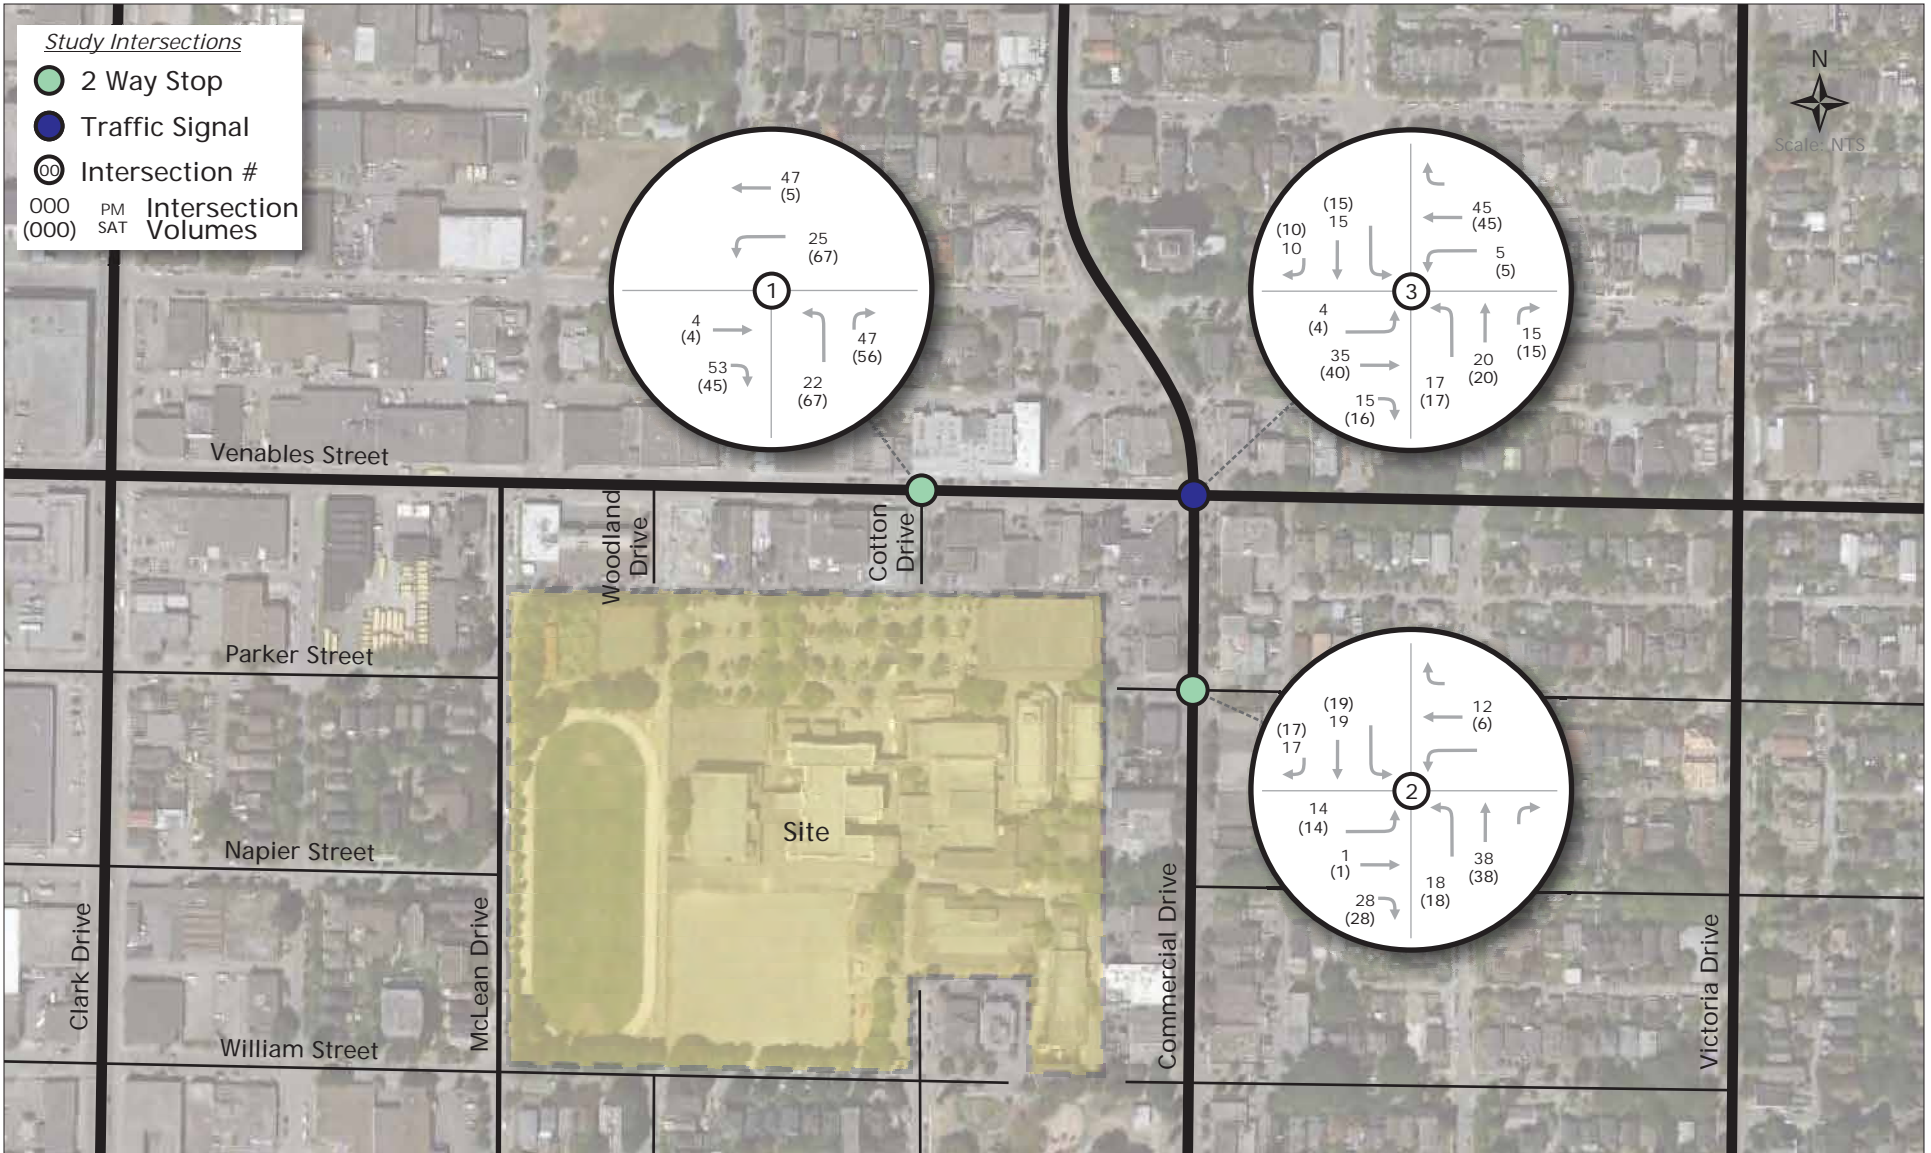 Study Intersections
2 Way Stop
Traffic Signal
00 Intersection #
000 PM Intersection
(000) SAT Volumes
N
Scale: NTS
47
(5)
25
(67)
1
4
(4)
53
(45)
22
(67)
47
(56)
(10)
10
(15)
15
45
(45)
5
(5)
3
4
(4)
35
(40)
15
(16)
17
(17)
20
(20)
15
(15)
Venables Street
Woodland
Drive
Cotton
Drive
Parker Street
(17)
17
(19)
19
12
(6)
2
14
(14)
1
(1)
28
(28)
18
(18)
38
(38)
Site
Napier Street
Clark Drive
McLean Drive
Commercial Drive
Victoria Drive
William Street